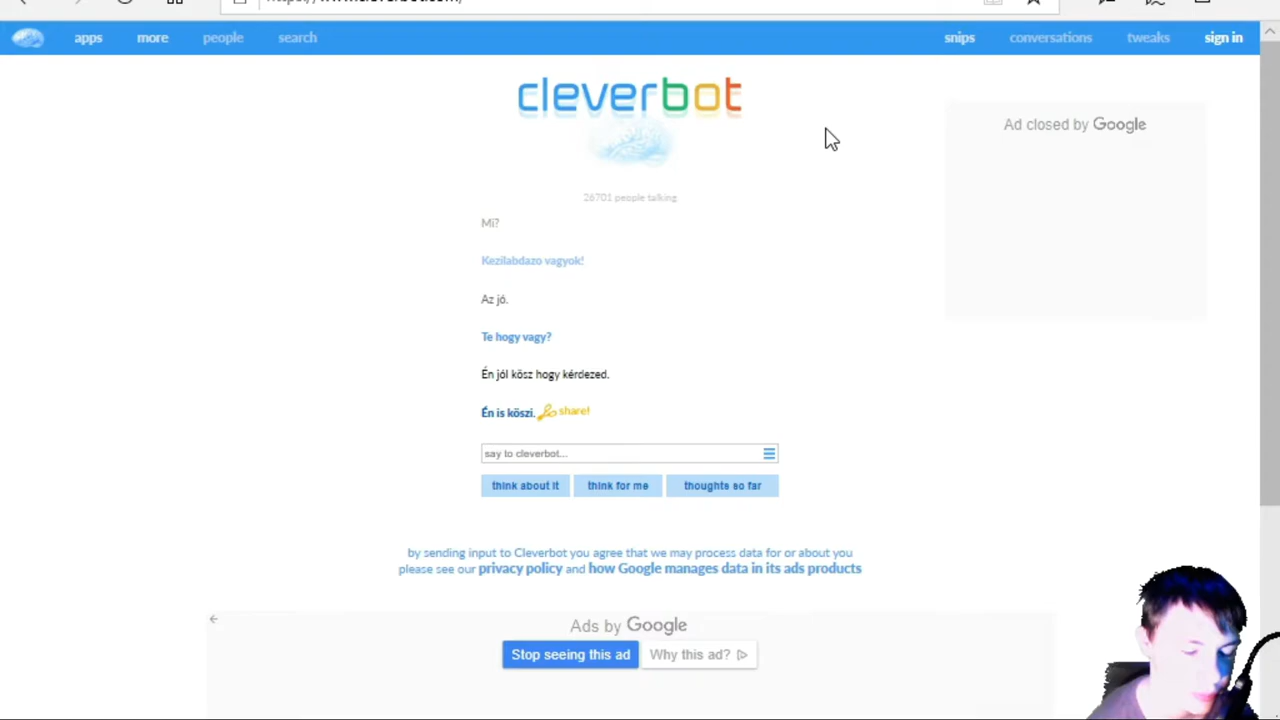 apps more people search snips conversations tweaks sign in
cleverbot
Ad closed by Google
26701 people talking
Mi?
Kezilabdazo vagyok!
Az jó.
Te hogy vagy?
Én jól kösz hogy kérdezed.
Én is köszi. share!
say to cleverbot...
think about it think for me thoughts so far
by sending input to Cleverbot you agree that we may process data for or about you
please see our privacy policy and how Google manages data in its ads products
Ads by Google
Stop seeing this ad Why this ad?